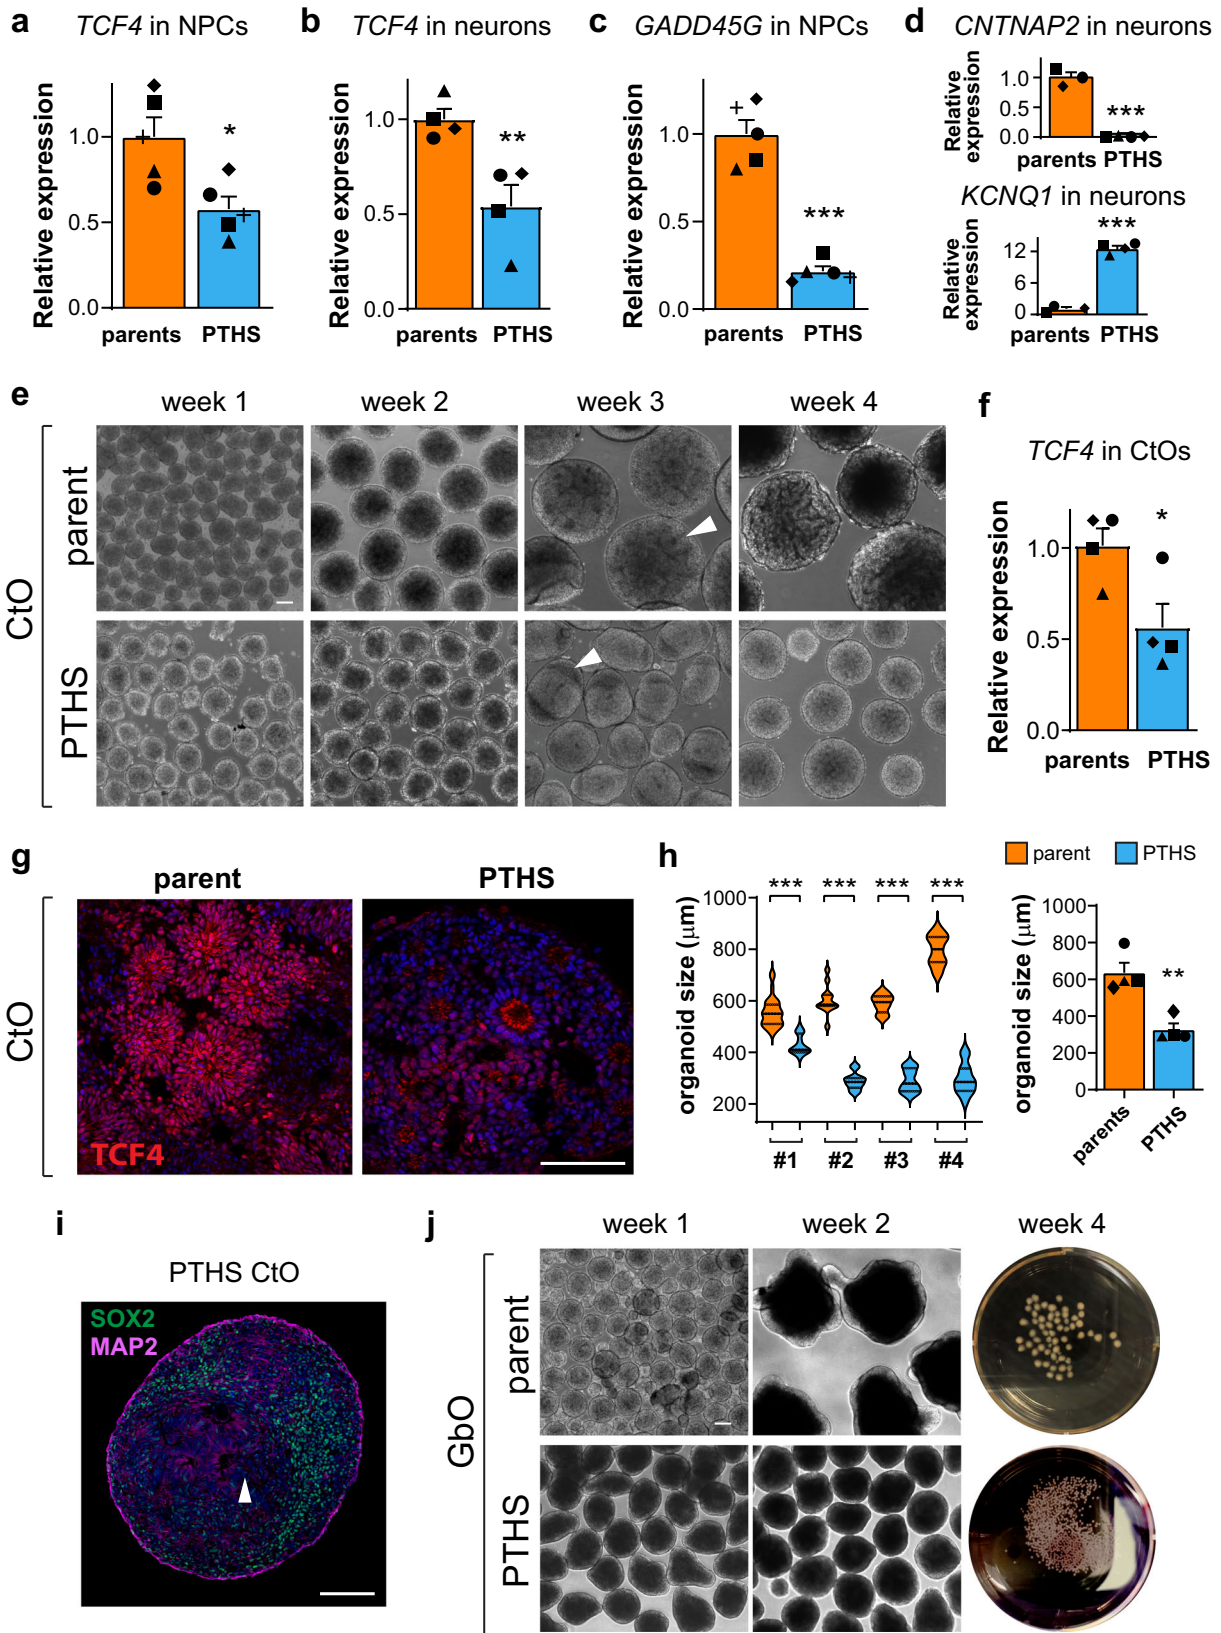 a TCF4 in NPCs
Relative expression
1.0
0.5
0.0
*
parents PTHS
b TCF4 in neurons
Relative expression
1.0
0.5
0.0
**
parents PTHS
c GADD45G in NPCs
Relative expression
1.0
0.5
0.0
***
parents PTHS
d CNTNAP2 in neurons
Relative
expression
1.0
0.5
0.0
***
parents PTHS
KCNQ1 in neurons
Relative
expression
12
6
0
***
parents PTHS
e week 1 week 2 week 3 week 4
CtO
parent
PTHS
f TCF4 in CtOs
Relative expression
1.0
0.5
0.0
*
parents PTHS
g parent PTHS
CtO
TCF4
h
parent PTHS
organoid size (μm)
1000
800
600
400
200
*** *** *** ***
#1 #2 #3 #4
organoid size (μm)
1000
800
600
400
200
0
**
parents
PTHS
i PTHS CtO
SOX2
MAP2
j week 1 week 2 week 4
GbO
parent
PTHS